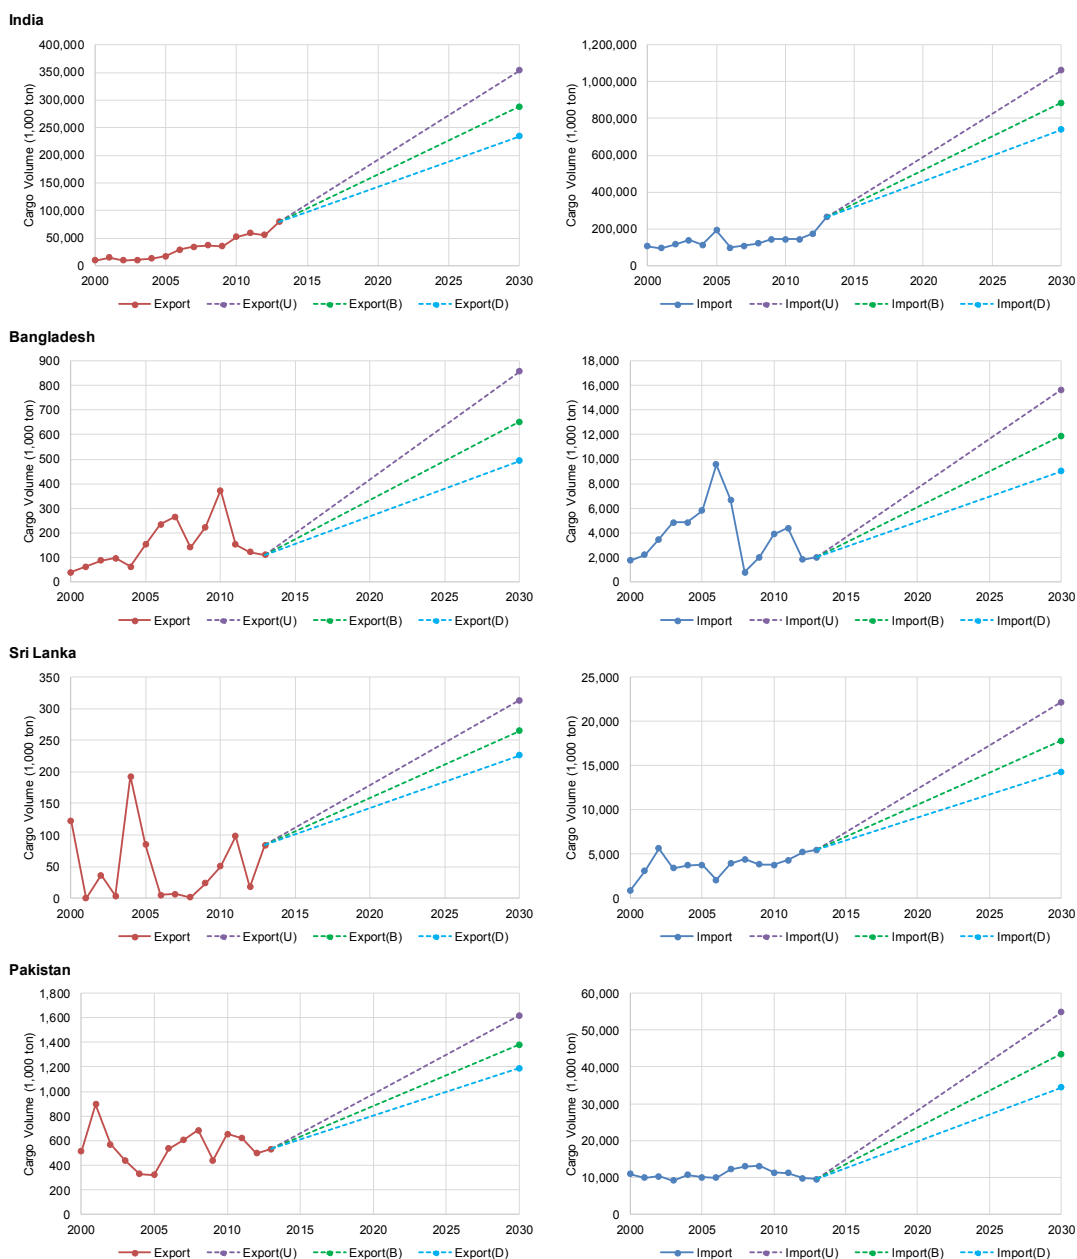 India
Cargo Volume (1,000 ton)
400,000
350,000
300,000
250,000
200,000
150,000
100,000
50,000
0
2000 2005 2010 2015 2020 2025 2030
Export Export(U) Export(B) Export(D)
Cargo Volume (1,000 ton)
1,200,000
1,000,000
800,000
600,000
400,000
200,000
0
2000 2005 2010 2015 2020 2025 2030
Import Import(U) Import(B) Import(D)
Bangladesh
Cargo Volume (1,000 ton)
900
800
700
600
500
400
300
200
100
0
2000 2005 2010 2015 2020 2025 2030
Export Export(U) Export(B) Export(D)
Cargo Volume (1,000 ton)
18,000
16,000
14,000
12,000
10,000
8,000
6,000
4,000
2,000
0
2000 2005 2010 2015 2020 2025 2030
Import Import(U) Import(B) Import(D)
Sri Lanka
Cargo Volume (1,000 ton)
350
300
250
200
150
100
50
0
2000 2005 2010 2015 2020 2025 2030
Export Export(U) Export(B) Export(D)
Cargo Volume (1,000 ton)
25,000
20,000
15,000
10,000
5,000
0
2000 2005 2010 2015 2020 2025 2030
Import Import(U) Import(B) Import(D)
Pakistan
Cargo Volume (1,000 ton)
1,800
1,600
1,400
1,200
1,000
800
600
400
200
0
2000 2005 2010 2015 2020 2025 2030
Export Export(U) Export(B) Export(D)
Cargo Volume (1,000 ton)
60,000
50,000
40,000
30,000
20,000
10,000
0
2000 2005 2010 2015 2020 2025 2030
Import Import(U) Import(B) Import(D)